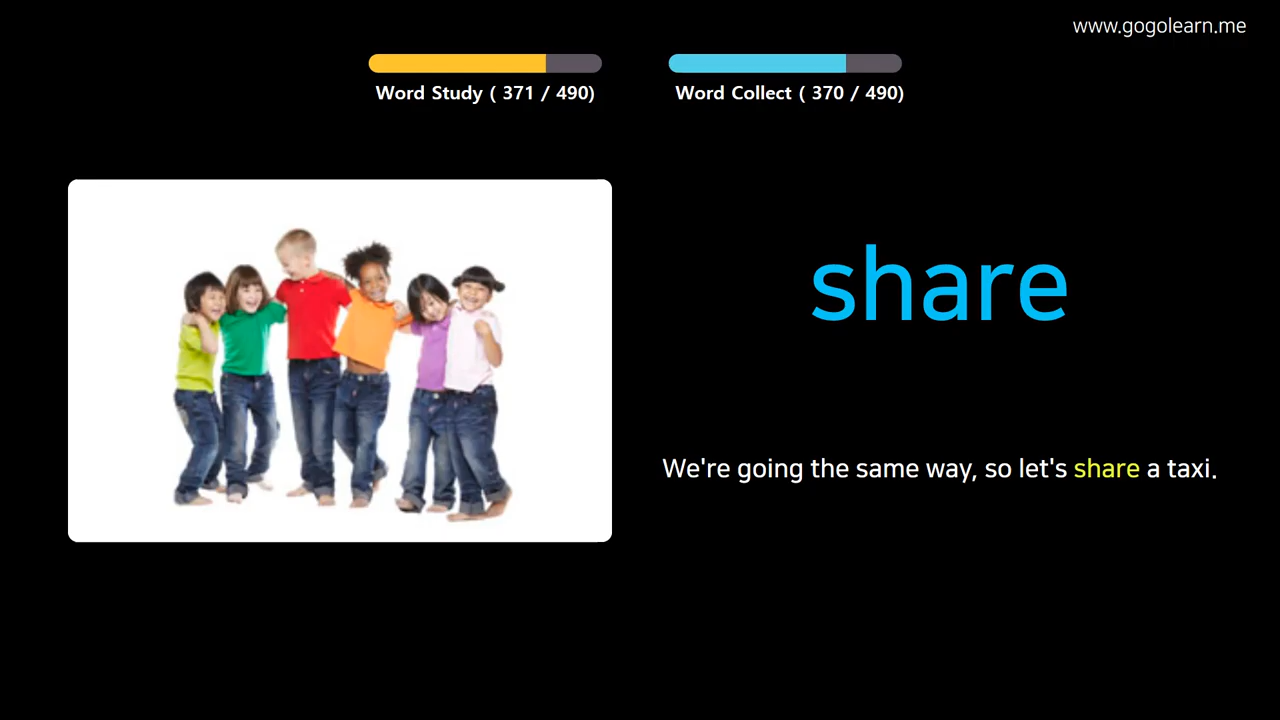 www.gogolearn.me
Word Study ( 371 / 490)
Word Collect ( 370 / 490)
share
We're going the same way, so let's share a taxi.